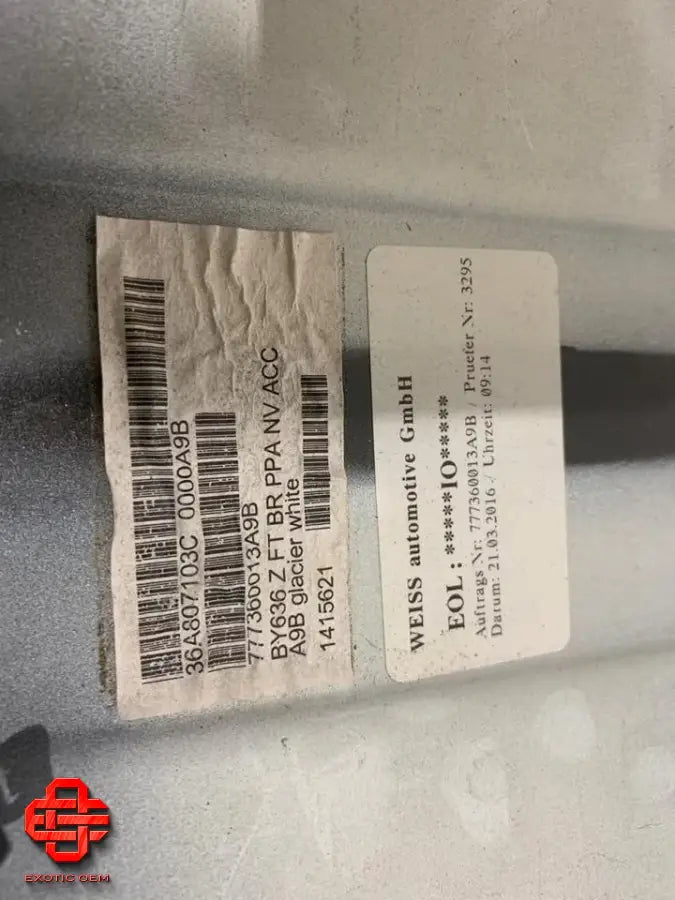 36A807103C 0000A9B
777360013A9B
BY636 Z FT BR PPA NV ACC
A9B glacier white
1415621
WEISS automotive GmbH
EOL : *****IO*****
Auftrags Nr: 777360013A9B / Pruefer Nr: 3295
Datum: 21.03.2016 / Uhrzeit: 09:14
EXOTIC OEM